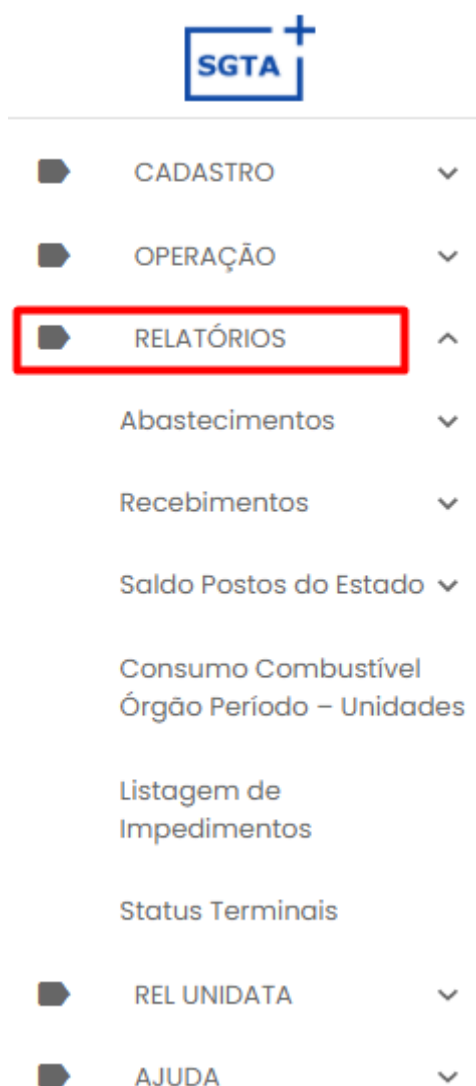 SGTA
CADASTRO
OPERAÇÃO
RELATÓRIOS
Abastecimentos
Recebimentos
Saldo Postos do Estado
Consumo Combustível
Órgão Período – Unidades
Listagem de
Impedimentos
Status Terminais
REL UNIDATA
AJUDA